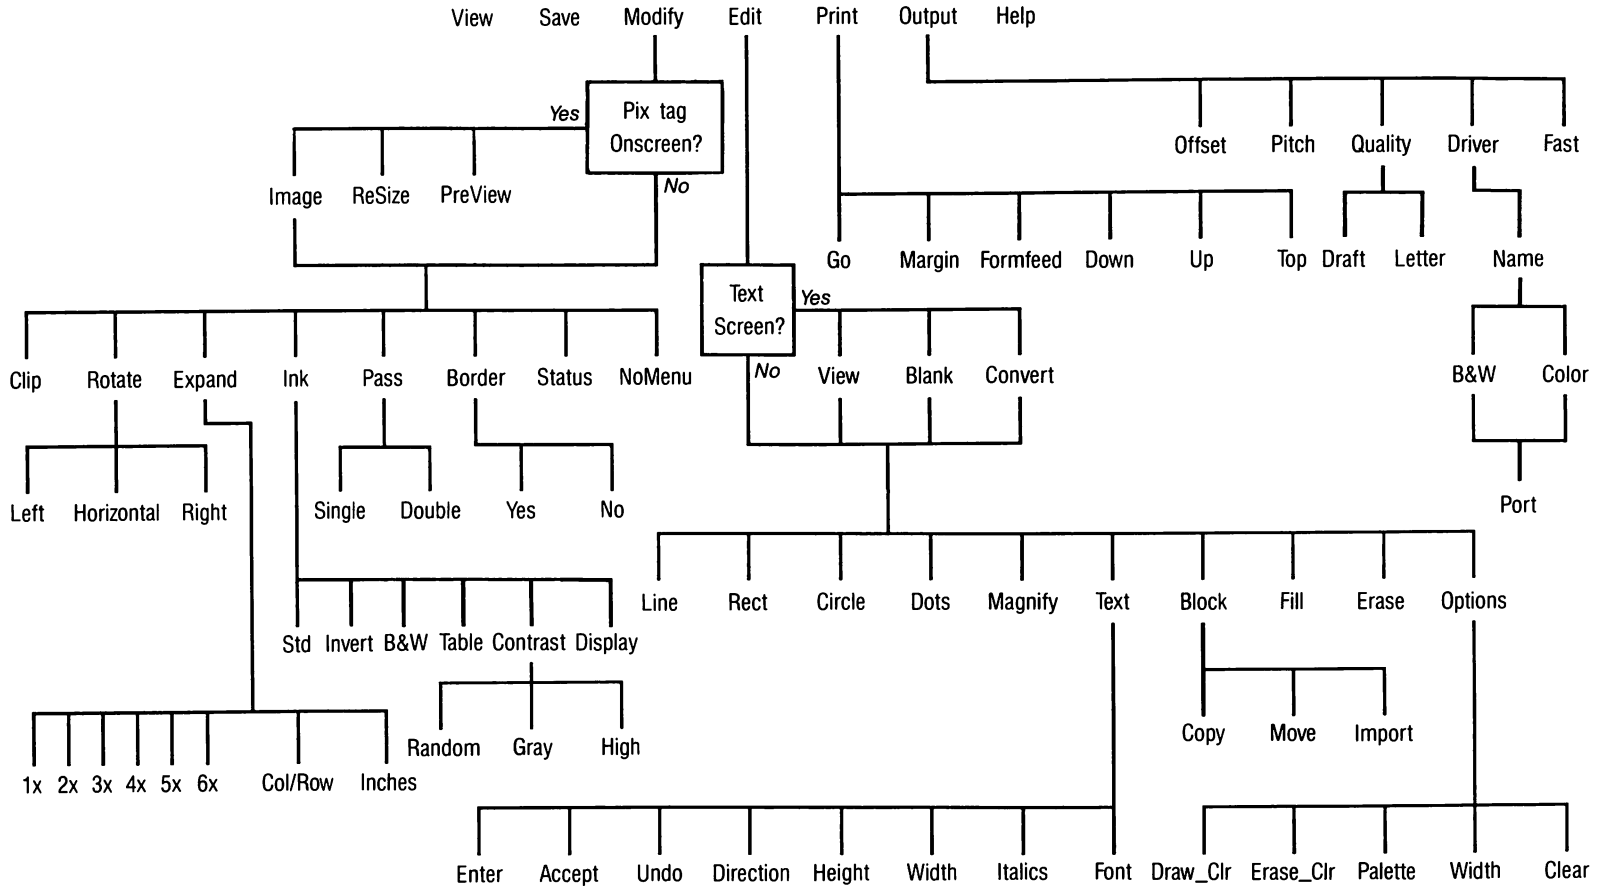 View Save Modify Edit Print Output Help
Yes
Pix tag
Onscreen?
No
Image ReSize PreView
Offset Pitch Quality Driver Fast
Go Margin Formfeed Down Up Top Draft Letter Name
Text
Screen?
Yes
No
Clip Rotate Expand Ink Pass Border Status NoMenu
View Blank Convert
B&W Color
Left Horizontal Right Single Double Yes No
Port
Line Rect Circle Dots Magnify Text Block Fill Erase Options
Std Invert B&W Table Contrast Display
Random Gray High
Copy Move Import
1x 2x 3x 4x 5x 6x Col/Row Inches
Enter Accept Undo Direction Height Width Italics Font Draw_Clr Erase_Clr Palette Width Clear